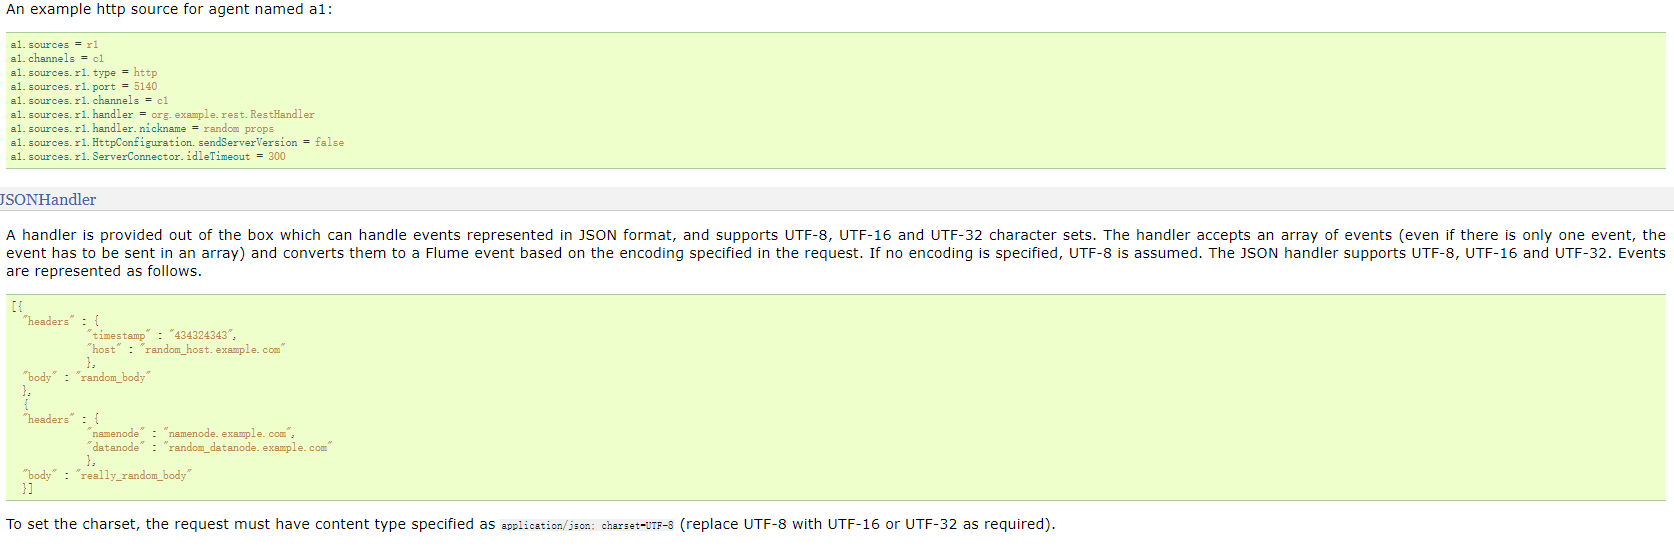 An example http source for agent named a1:
a1.sources = r1
a1.channels = c1
a1.sources.r1.type = http
a1.sources.r1.port = 5140
a1.sources.r1.channels = c1
a1.sources.r1.handler = org.example.rest.RestHandler
a1.sources.r1.handler.nickname = random props
a1.sources.r1.HttpConfiguration.sendServerVersion = false
a1.sources.r1.ServerConnector.idleTimeout = 300
JSONHandler
A handler is provided out of the box which can handle events represented in JSON format, and supports UTF-8, UTF-16 and UTF-32 character sets. The handler accepts an array of events (even if there is only one event, the
event has to be sent in an array) and converts them to a Flume event based on the encoding specified in the request. If no encoding is specified, UTF-8 is assumed. The JSON handler supports UTF-8, UTF-16 and UTF-32. Events
are represented as follows.
[{
"headers" : {
"timestamp" : "434324343",
"host" : "random_host.example.com"
},
"body" : "random_body"
},
{
"headers" : {
"namenode" : "namenode.example.com",
"datanode" : "random_datanode.example.com"
},
"body" : "really_random_body"
}]
To set the charset, the request must have content type specified as application/json; charset=UTF-8 (replace UTF-8 with UTF-16 or UTF-32 as required).